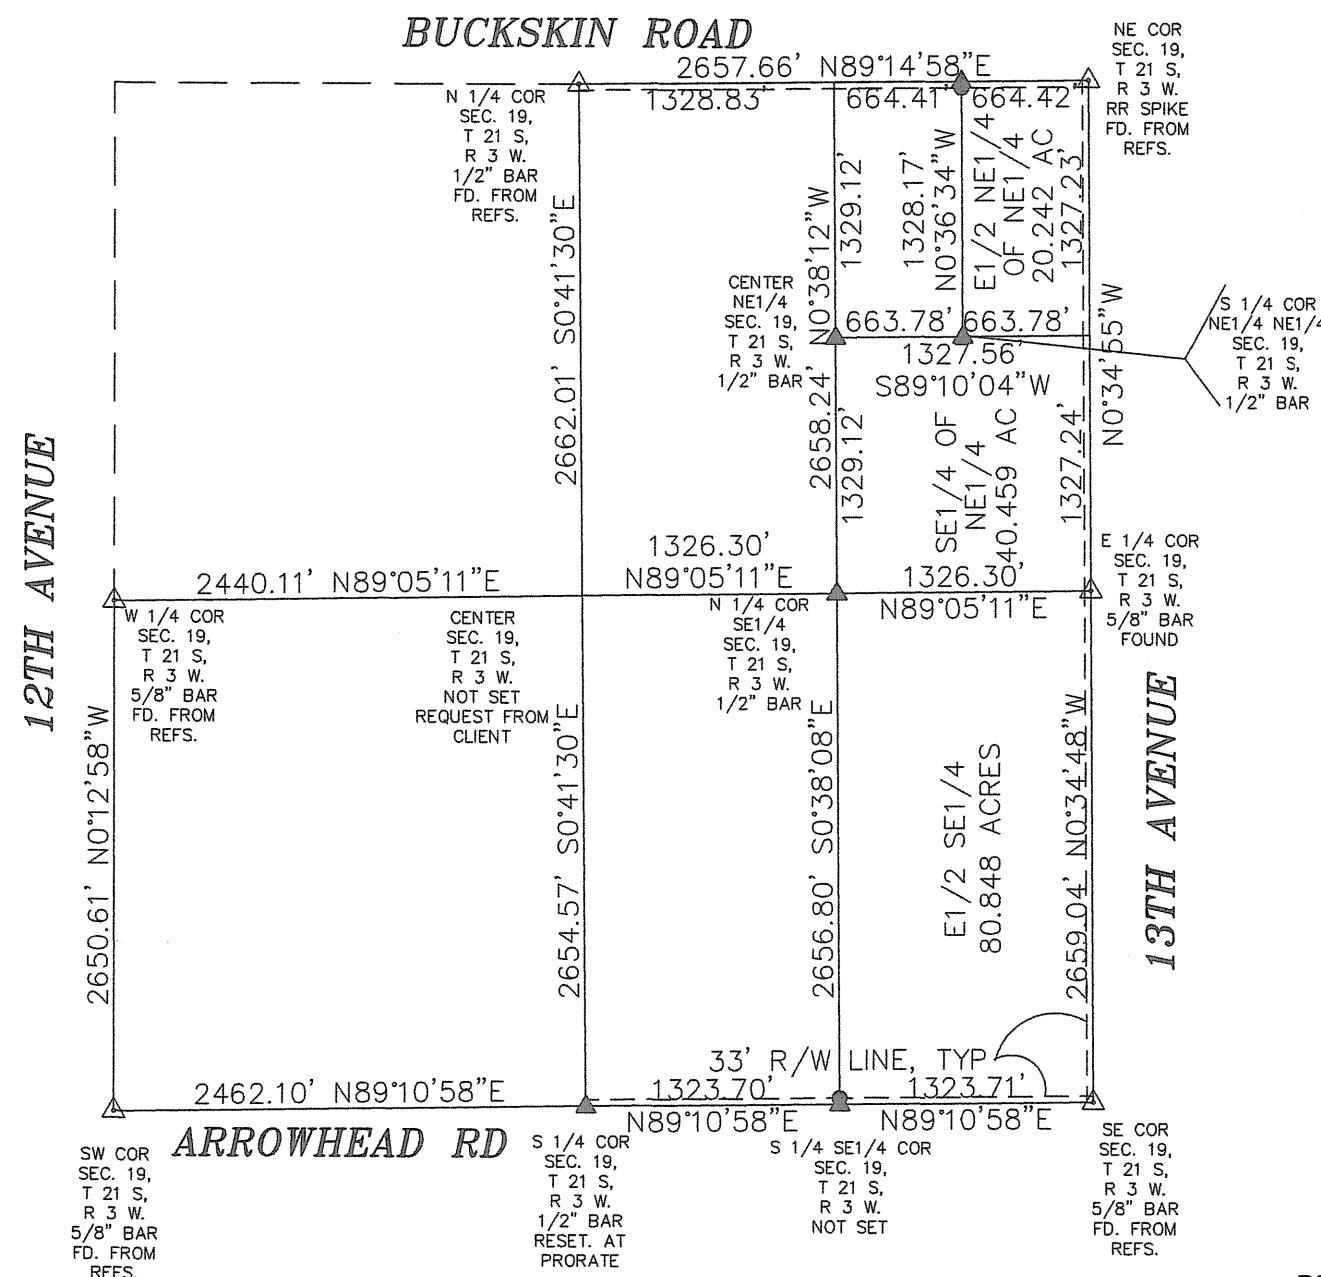 BUCKSKIN ROAD
2657.66' N89°14'58"E
1328.83'
664.41'
664.42'
NE COR
SEC. 19,
T 21 S,
R 3 W.
RR SPIKE
FD. FROM
REFS.
N 1/4 COR
SEC. 19,
T 21 S,
R 3 W.
1/2" BAR
FD. FROM
REFS.
2662.01' S0°41'30"E
N0°38'12"W
2658.24'
1329.12'
1328.17'
N0°36'34"W
E1/2 NE1/4
OF NE1/4
20.242 AC
1327.23'
N0°34'55"W
CENTER
NE1/4
SEC. 19,
T 21 S,
R 3 W.
1/2" BAR
663.78'
663.78'
1327.56'
S89°10'04"W
S 1/4 COR
NE1/4 NE1/4
SEC. 19,
T 21 S,
R 3 W.
1/2" BAR
1329.12'
SE1/4 OF
NE1/4
40.459 AC
1327.24'
12TH AVENUE
2440.11' N89°05'11"E
1326.30'
N89°05'11"E
1326.30'
N89°05'11"E
E 1/4 COR
SEC. 19,
T 21 S,
R 3 W.
5/8" BAR
FOUND
W 1/4 COR
SEC. 19,
T 21 S,
R 3 W.
5/8" BAR
FD. FROM
REFS.
CENTER
SEC. 19,
T 21 S,
R 3 W.
NOT SET
REQUEST FROM
CLIENT
N 1/4 COR
SE1/4
SEC. 19,
T 21 S,
R 3 W.
1/2" BAR
2650.61' N0°12'58"W
2654.57' S0°41'30"E
2656.80' S0°38'08"E
E1/2 SE1/4
80.848 ACRES
2659.04' N0°34'48"W
13TH AVENUE
33' R/W LINE, TYP
2462.10' N89°10'58"E
1323.70'
N89°10'58"E
1323.71'
N89°10'58"E
ARROWHEAD RD
SW COR
SEC. 19,
T 21 S,
R 3 W.
5/8" BAR
FD. FROM
REFS.
S 1/4 COR
SEC. 19,
T 21 S,
R 3 W.
1/2" BAR
RESET. AT
PRORATE
S 1/4 SE1/4 COR
SEC. 19,
T 21 S,
R 3 W.
NOT SET
SE COR
SEC. 19,
T 21 S,
R 3 W.
5/8" BAR
FD. FROM
REFS.